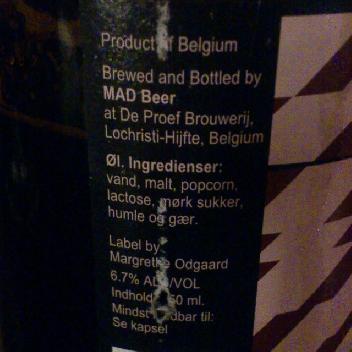 Product of Belgium
Brewed and Bottled by
MAD Beer
at De Proef Brouwerij,
Lochristi-Hijfte, Belgium
Øl. Ingredienser:
vand, malt, popcorn,
lactose, mørk sukker,
humle og gær.
Label by
Margrethe Odgaard
6.7% ALC/VOL
Indhold ml.
Mindst til:
Se kapsel